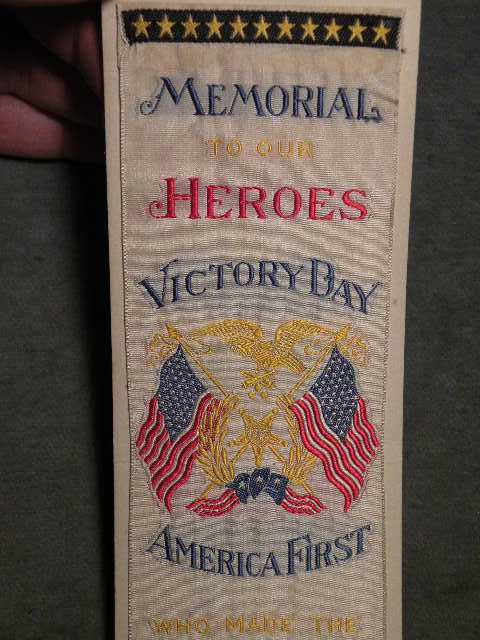 MEMORIAL
TO OUR
HEROES
VICTORY DAY
AMERICA FIRST
WHO MADE THE